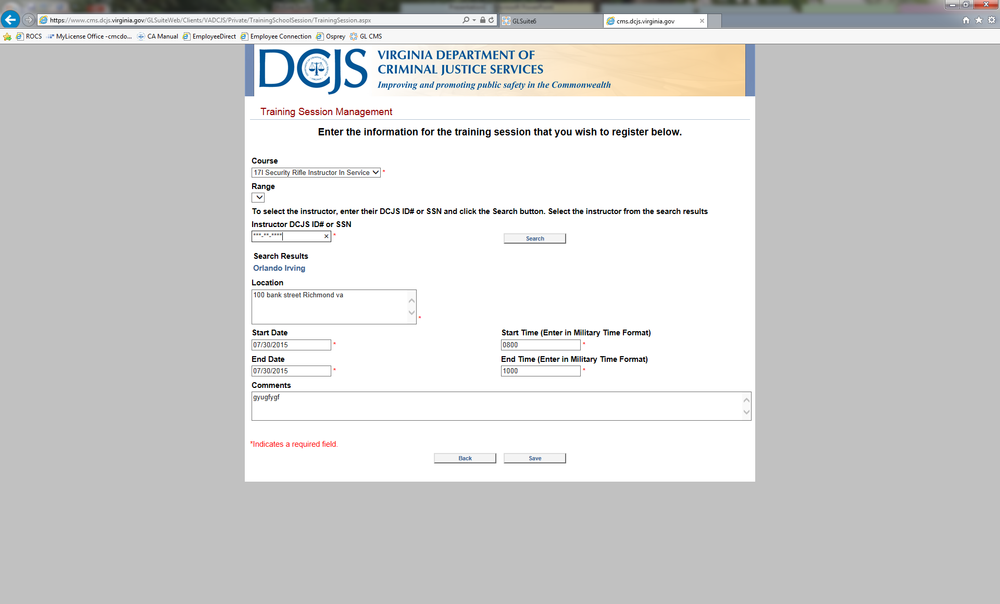 https://www.cms.dcjs.virginia.gov/GLSuiteWeb/Clients/VADCJS/Private/TrainingSchoolSession/TrainingSession.aspx
GLSuite6
cms.dcjs.virginia.gov
ROCS
MyLicense Office -cmcdo...
CA Manual
EmployeeDirect
Employee Connection
Osprey
GL CMS
DCJS
VIRGINIA DEPARTMENT OF
CRIMINAL JUSTICE SERVICES
Improving and promoting public safety in the Commonwealth
Training Session Management
Enter the information for the training session that you wish to register below.
Course
17I Security Rifle Instructor In Service *
Range
To select the instructor, enter their DCJS ID# or SSN and click the Search button. Select the instructor from the search results
Instructor DCJS ID# or SSN
***-**-**** *
Search
Search Results
Orlando Irving
Location
100 bank street Richmond va
*
Start Date
Start Time (Enter in Military Time Format)
07/30/2015 *
0800 *
End Date
End Time (Enter in Military Time Format)
07/30/2015 *
1000 *
Comments
gyugfygf
*Indicates a required field.
Back
Save